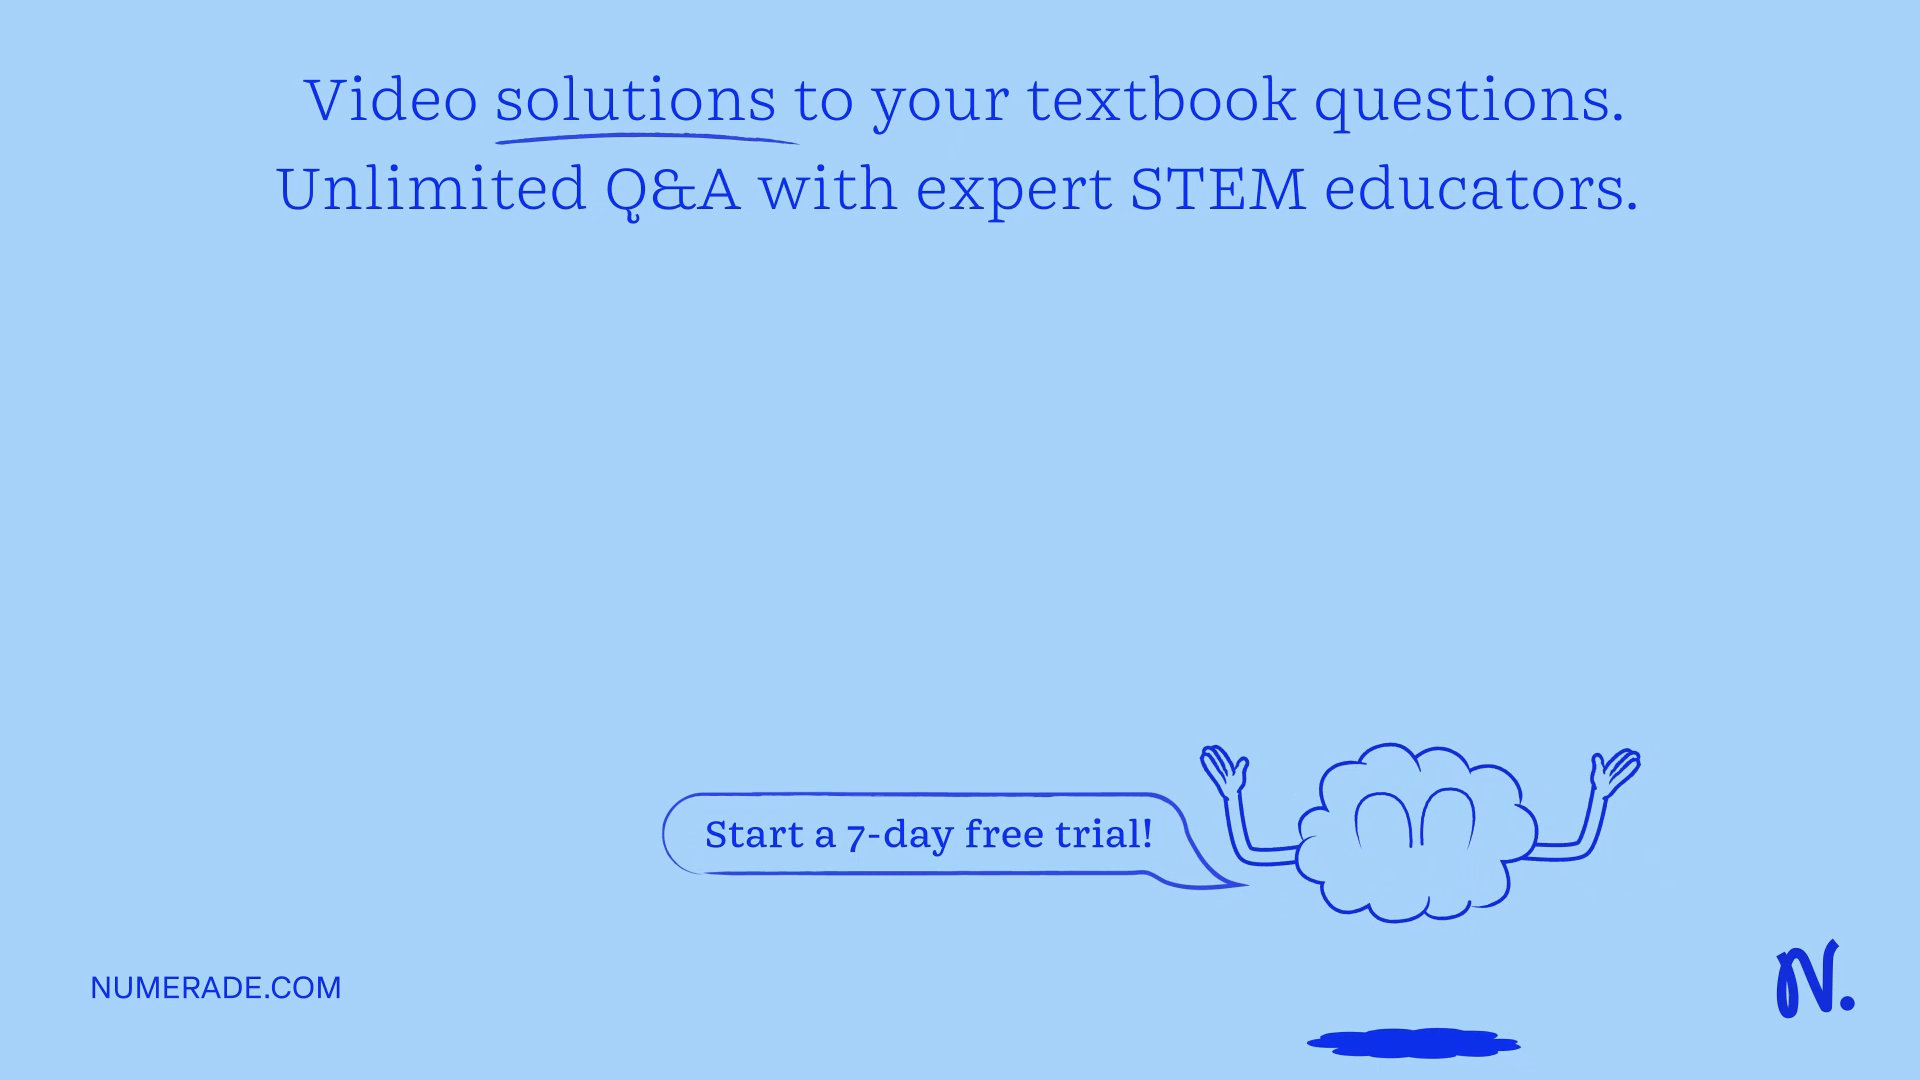 Video solutions to your textbook questions.
Unlimited Q&A with expert STEM educators.
Start a 7-day free trial!
NUMERADE.COM
N.